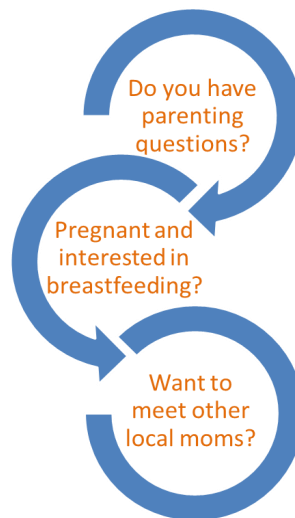 Do you have
parenting
questions?
Pregnant and
interested in
breastfeeding?
Want to
meet other
local moms?